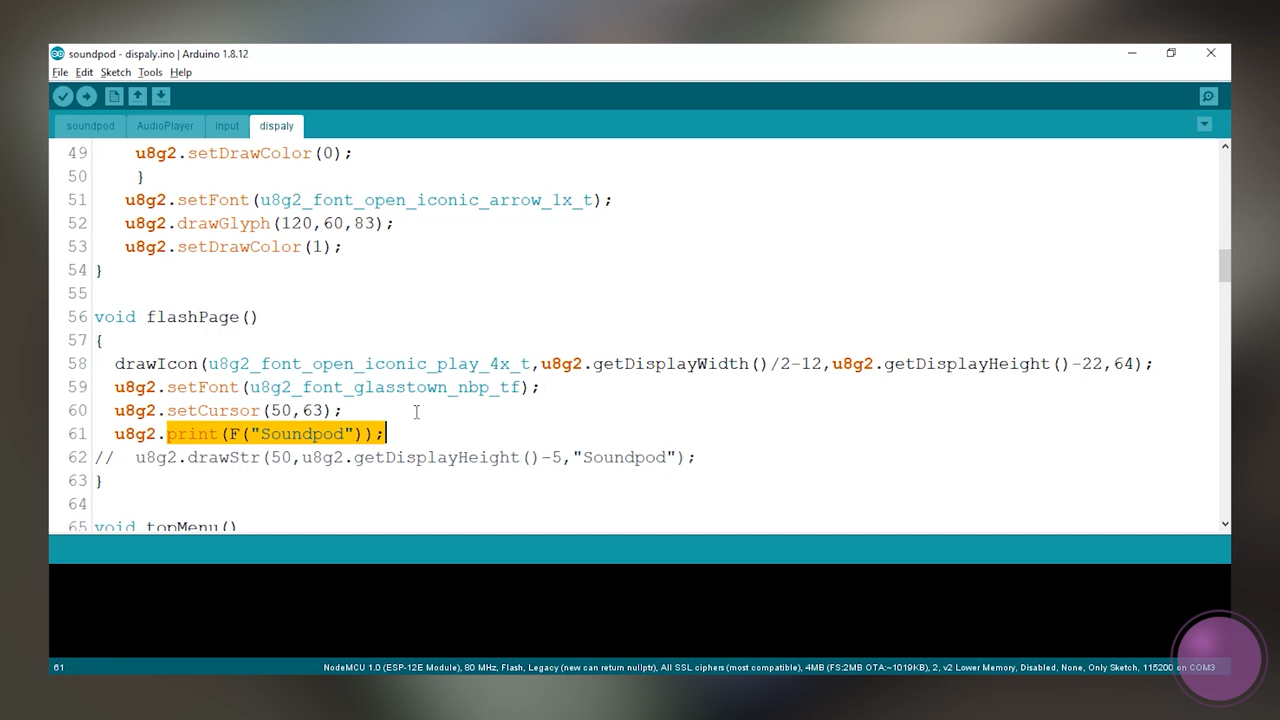 soundpod - dispaly.ino | Arduino 1.8.12
File Edit Sketch Tools Help
soundpod AudioPlayer Input dispaly
49 u8g2.setDrawColor(0);
50 }
51 u8g2.setFont(u8g2_font_open_iconic_arrow_1x_t);
52 u8g2.drawGlyph(120,60,83);
53 u8g2.setDrawColor(1);
54 }
55
56 void flashPage()
57 {
58 drawIcon(u8g2_font_open_iconic_play_4x_t,u8g2.getDisplayWidth()/2-12,u8g2.getDisplayHeight()-22,64);
59 u8g2.setFont(u8g2_font_glasstown_nbp_tf);
60 u8g2.setCursor(50,63);
61 u8g2.print(F("Soundpod"));
62 // u8g2.drawStr(50,u8g2.getDisplayHeight()-5,"Soundpod");
63 }
64
65 void topMenu()
61 NodeMCU 1.0 (ESP-12E Module), 80 MHz, Flash, Legacy (new can return nullptr), All SSL ciphers (most compatible), 4MB (FS:2MB OTA:~1019KB), 2, v2 Lower Memory, Disabled, None, Only Sketch, 115200 on COM3